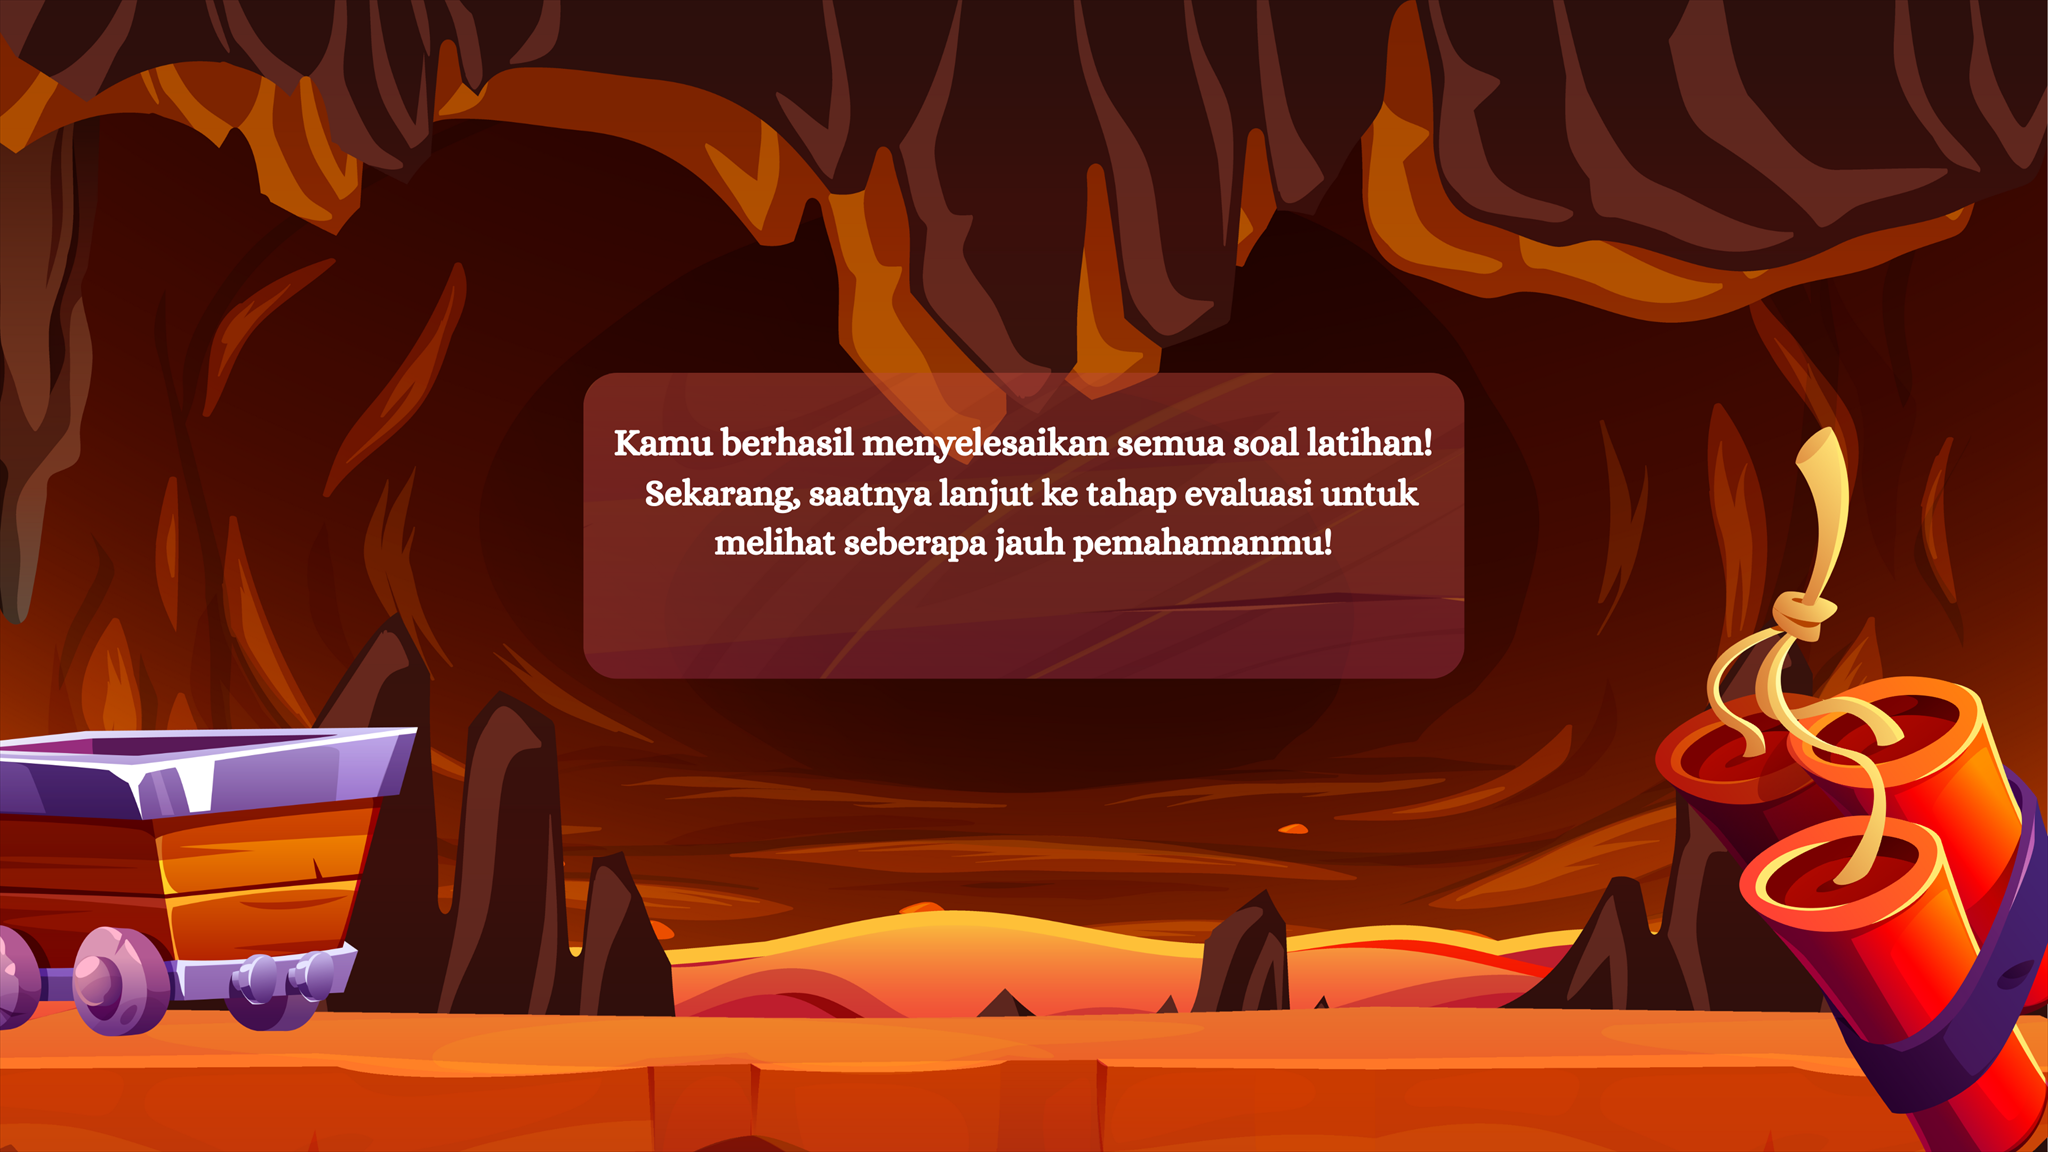 Kamu berhasil menyelesaikan semua soal latihan!
Sekarang, saatnya lanjut ke tahap evaluasi untuk
melihat seberapa jauh pemahamanmu!